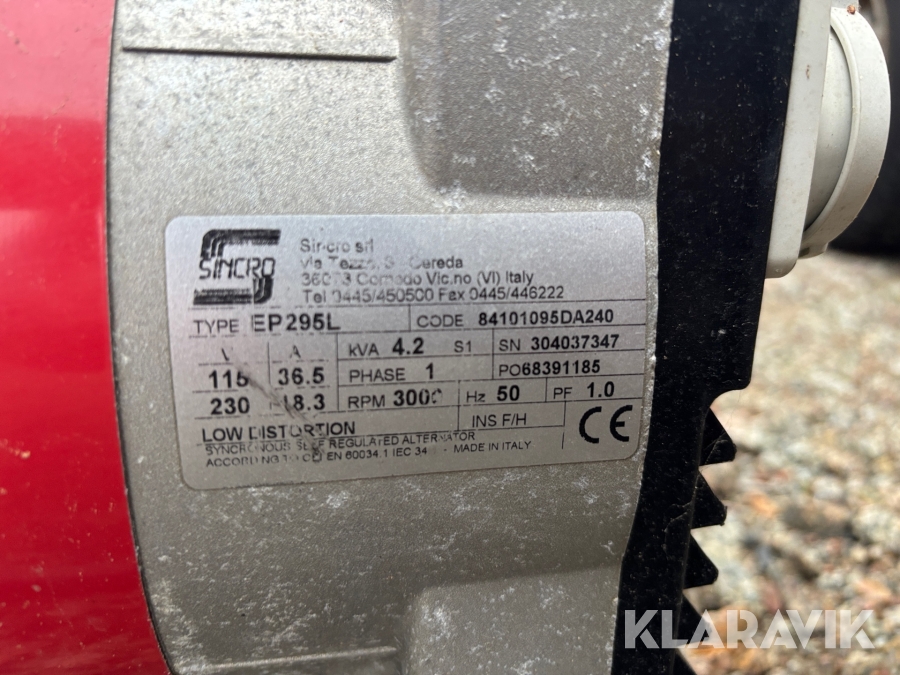 SINCRO
Sincro srl
via Tezze, 3 Cereda
36073 Cornedo Vic.no (VI) Italy
Tel 0445/450500 Fax 0445/446222
TYPE EP295L CODE 84101095DA240
V A kVA 4.2 S1 SN 304037347
115 36.5 PHASE 1 PO68391185
230 18.3 RPM 3000 Hz 50 PF 1.0
LOW DISTORTION INS F/H
SYNCRONOUS SELF REGULATED ALTERNATOR
ACCORDING TO CEI EN 60034.1 IEC 34 - MADE IN ITALY
CE
KLARAVIK